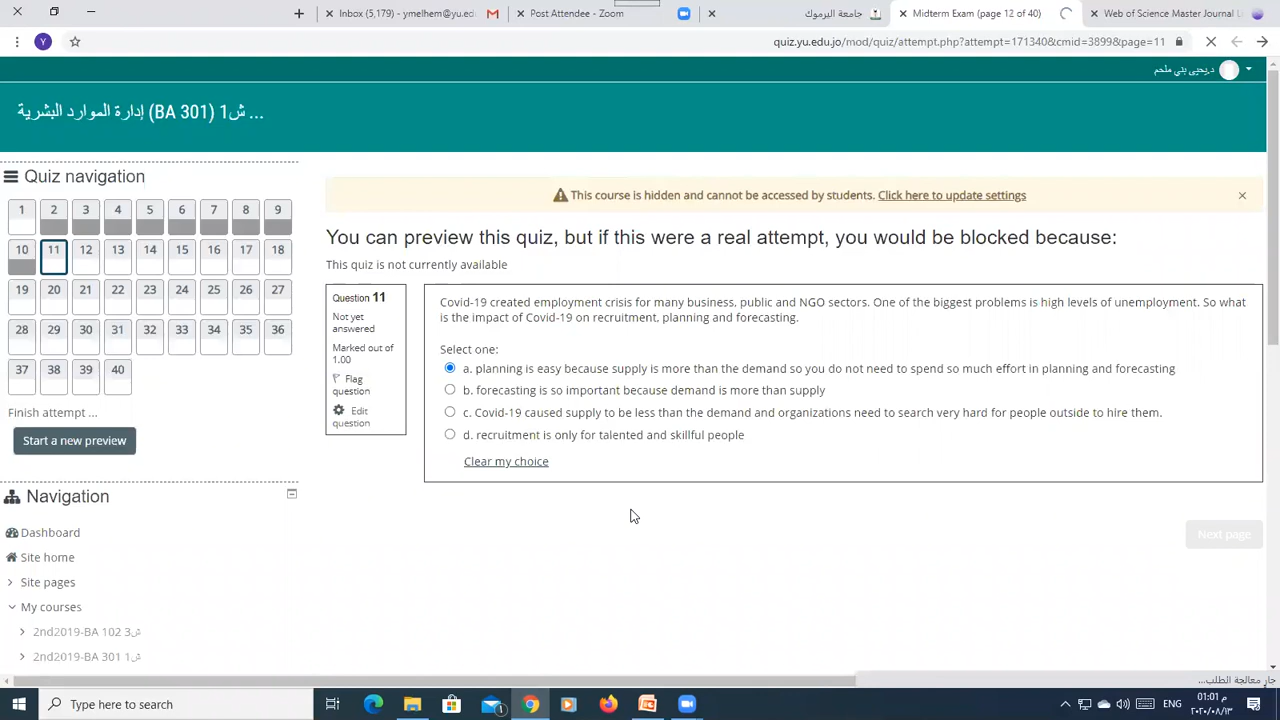 Inbox (5,179) - ymelhem@yu.edu
Post Attendee - Zoom
جامعة اليرموك
Midterm Exam (page 12 of 40)
Web of Science Master Journal
Y
quiz.yu.edu.jo/mod/quiz/attempt.php?attempt=171340&cmid=3899&page=11
د.يحيى بني ملحم
... ش1 (BA 301) إدارة الموارد البشرية
Quiz navigation
1 2 3 4 5 6 7 8 9
10 11 12 13 14 15 16 17 18
19 20 21 22 23 24 25 26 27
28 29 30 31 32 33 34 35 36
37 38 39 40
Finish attempt ...
Start a new preview
Navigation
Dashboard
Site home
Site pages
My courses
2nd2019-BA 102 ش3
2nd2019-BA 301 ش1
This course is hidden and cannot be accessed by students. Click here to update settings
You can preview this quiz, but if this were a real attempt, you would be blocked because:
This quiz is not currently available
Question 11
Not yet
answered
Marked out of
1.00
Flag
question
Edit
question
Covid-19 created employment crisis for many business, public and NGO sectors. One of the biggest problems is high levels of unemployment. So what
is the impact of Covid-19 on recruitment, planning and forecasting.
Select one:
a. planning is easy because supply is more than the demand so you do not need to spend so much effort in planning and forecasting
b. forecasting is so important because demand is more than supply
c. Covid-19 caused supply to be less than the demand and organizations need to search very hard for people outside to hire them.
d. recruitment is only for talented and skillful people
Clear my choice
Next page
جار معالجة الطلب...
Type here to search
ENG
01:01 م
٢٠٢٠/٠٨/١٣